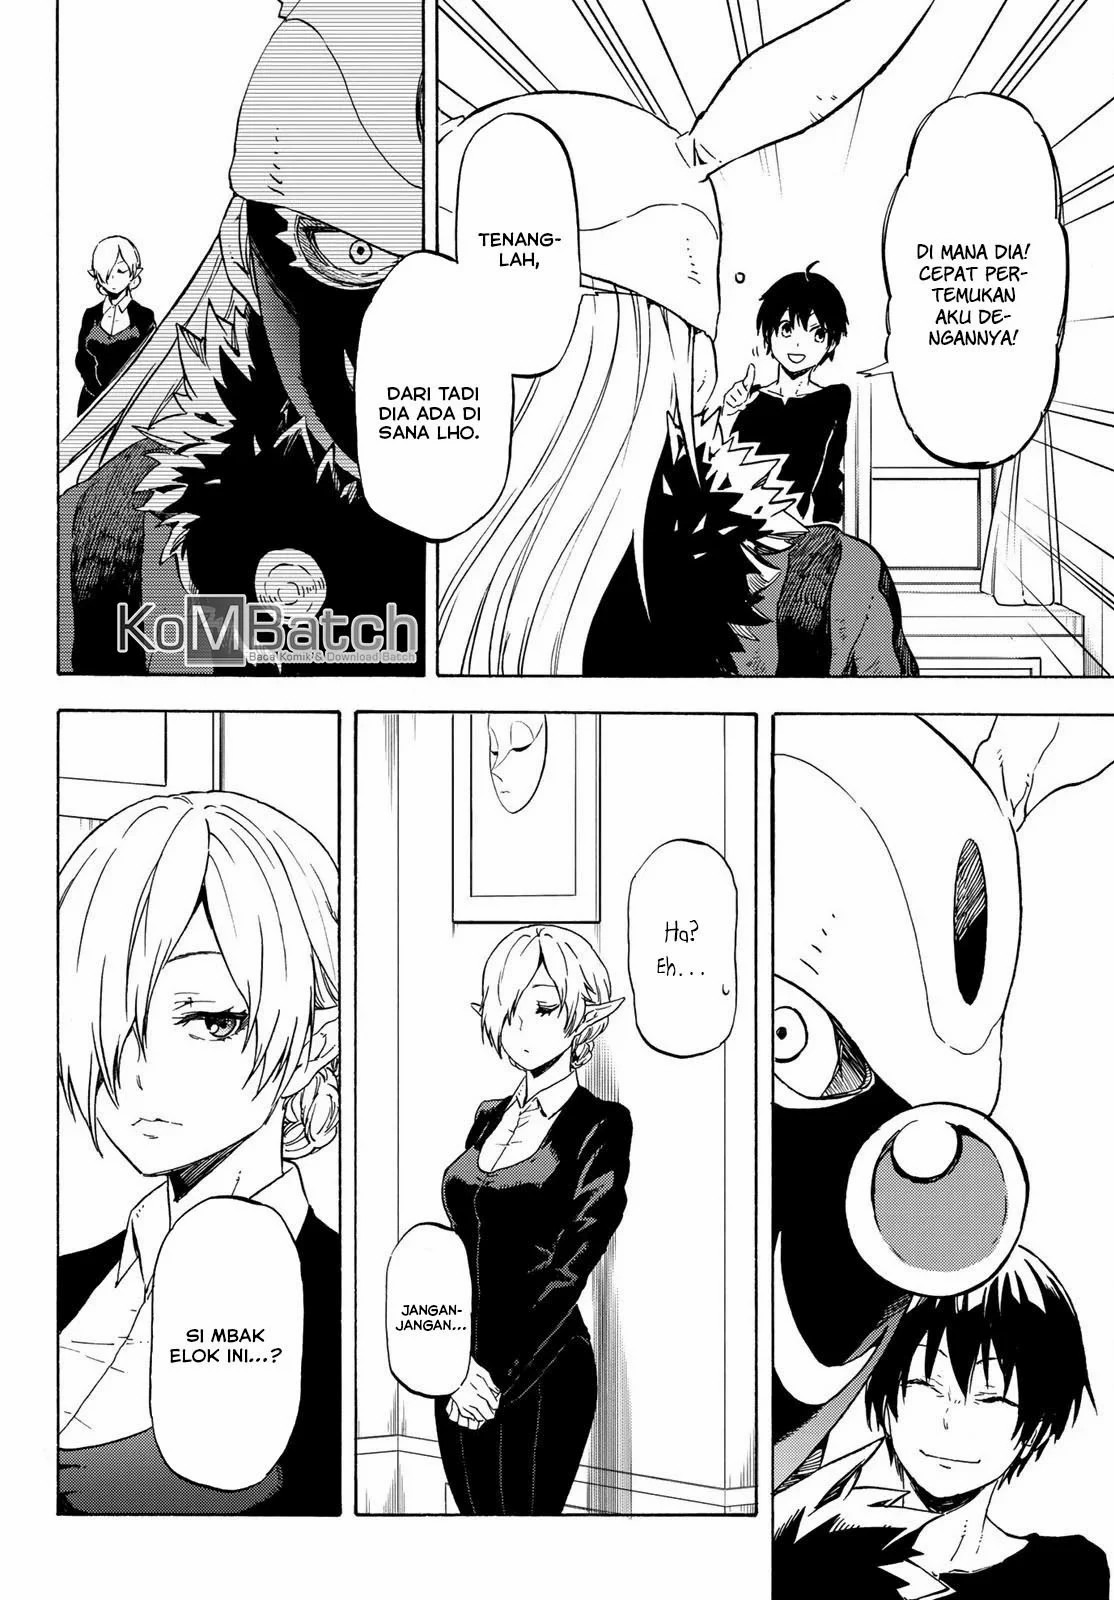 DI MANA DIA!
CEPAT PER-
TEMUKAN
AKU DE-
NGANNYA!
TENANG-
LAH,
DARI TADI
DIA ADA DI
SANA LHO.
KoMBatch
Baca Komik & Download Batch
Ha?
Eh...
JANGAN-
JANGAN...
SI MBAK
ELOK INI...?